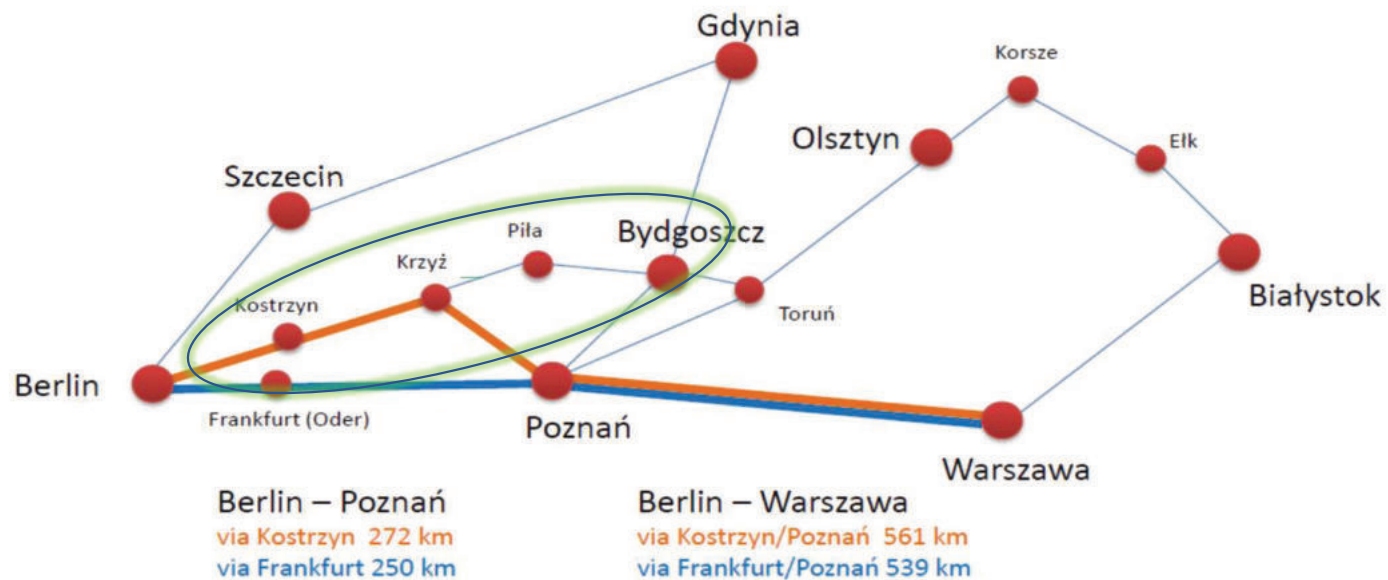 Gdynia
Korsze
Olsztyn
Ełk
Szczecin
Piła
Bydgoszcz
Krzyż
Białystok
Kostrzyn
Toruń
Berlin
Frankfurt (Oder)
Poznań
Warszawa
Berlin – Poznań
via Kostrzyn 272 km
via Frankfurt 250 km
Berlin – Warszawa
via Kostrzyn/Poznań 561 km
via Frankfurt/Poznań 539 km